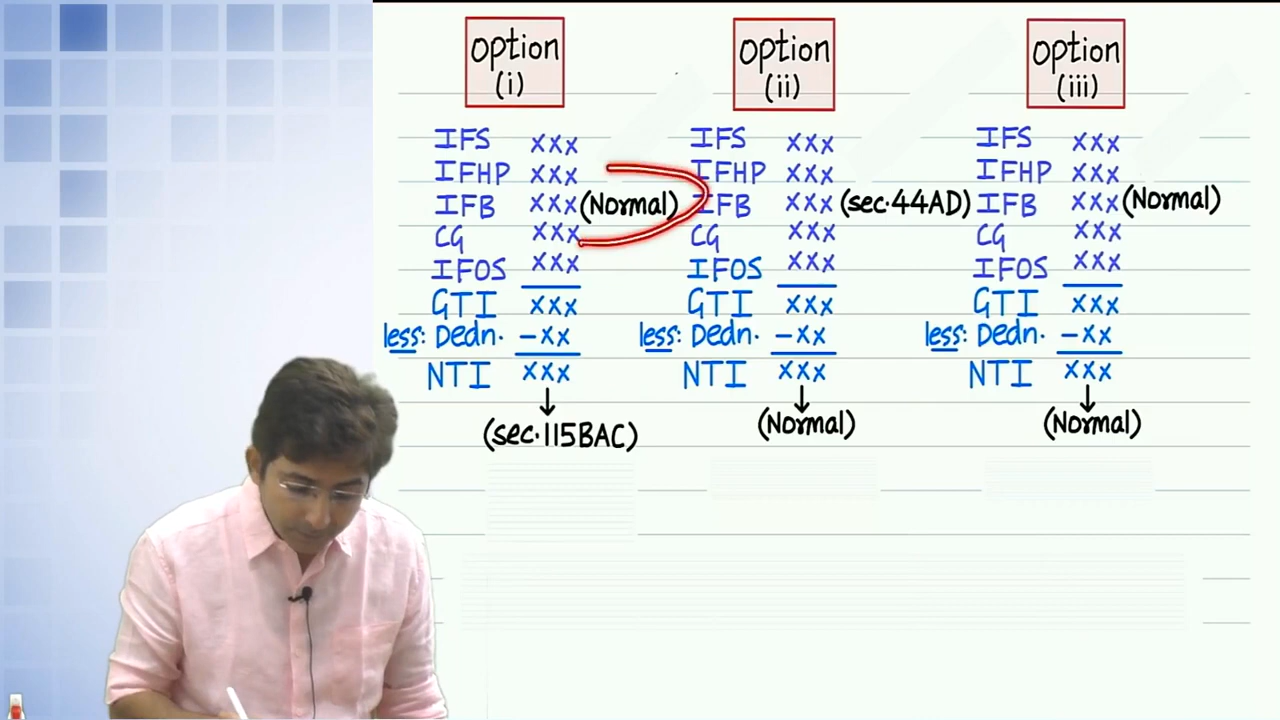 option option option
(i) (ii) (iii)
IFS xxx IFS xxx IFS xxx
IFHP xxx IFHP xxx IFHP xxx
IFB xxx (Normal) IFB xxx (sec.44AD) IFB xxx (Normal)
CG xxx CG xxx CG xxx
IFOS xxx IFOS xxx IFOS xxx
GTI xxx GTI xxx GTI xxx
less: Dedn. -xx less: Dedn. -xx less: Dedn. -xx
NTI xxx NTI xxx NTI xxx
↓ ↓ ↓
(sec.115BAC) (Normal) (Normal)